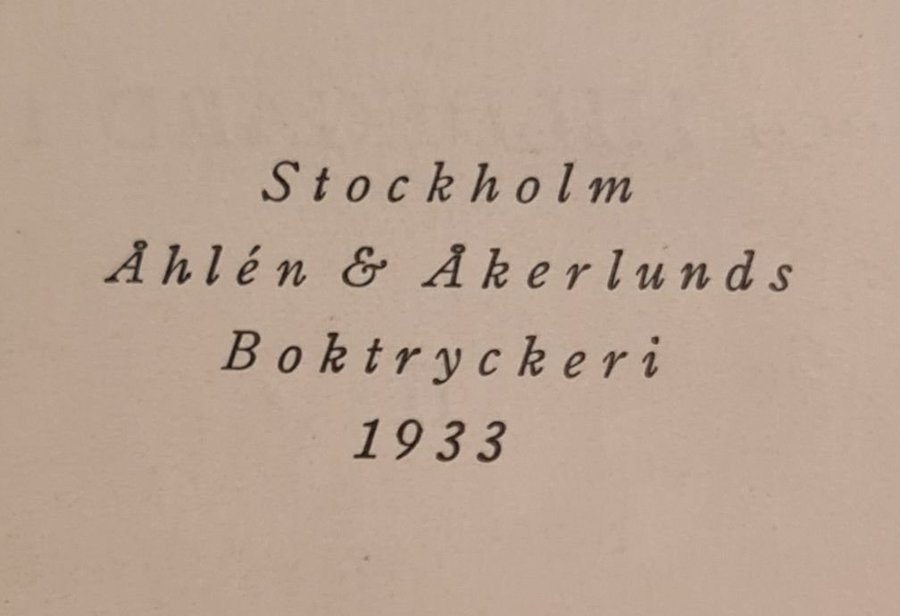 Stockholm
Åhlén & Åkerlunds
Boktryckeri
1933